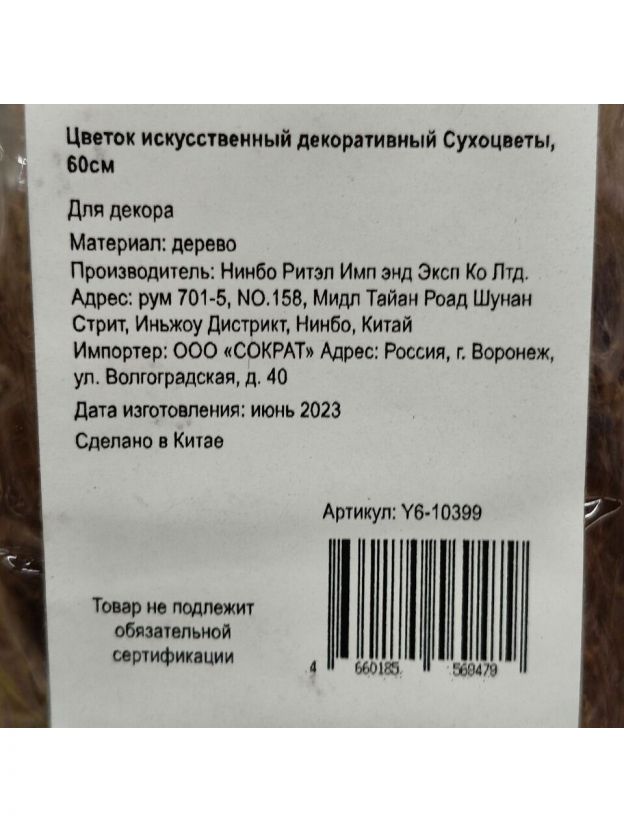 Цветок искусственный декоративный Сухоцветы,
60см
Для декора
Материал: дерево
Производитель: Нинбо Ритэл Имп энд Эксп Ко Лтд.
Адрес: рум 701-5, NO.158, Мидл Тайан Роад Шунан
Стрит, Иньжоу Дистрикт, Нинбо, Китай
Импортер: ООО «СОКРАТ» Адрес: Россия, г. Воронеж,
ул. Волгоградская, д. 40
Дата изготовления: июнь 2023
Сделано в Китае
Артикул: Y6-10399
Товар не подлежит
обязательной
сертификации
4 660185 569479